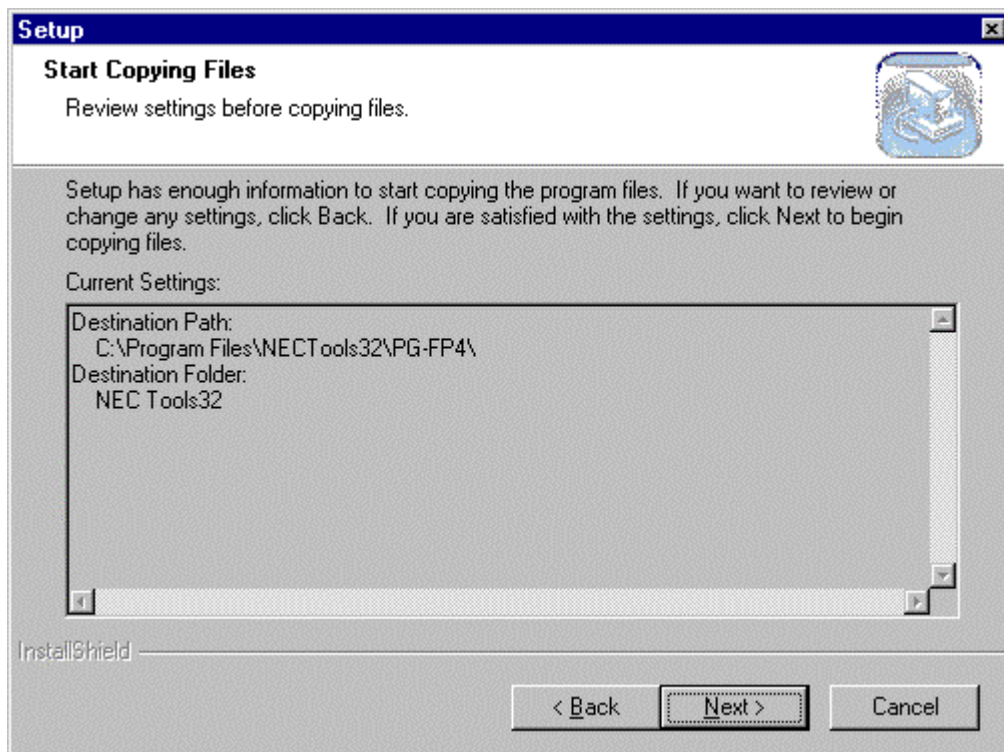 Setup
Start Copying Files
Review settings before copying files.
Setup has enough information to start copying the program files.  If you want to review or
change any settings, click Back.  If you are satisfied with the settings, click Next to begin
copying files.
Current Settings:
Destination Path:
C:\Program Files\NECTools32\PG-FP4\
Destination Folder:
NEC Tools32
InstallShield
< Back
Next >
Cancel